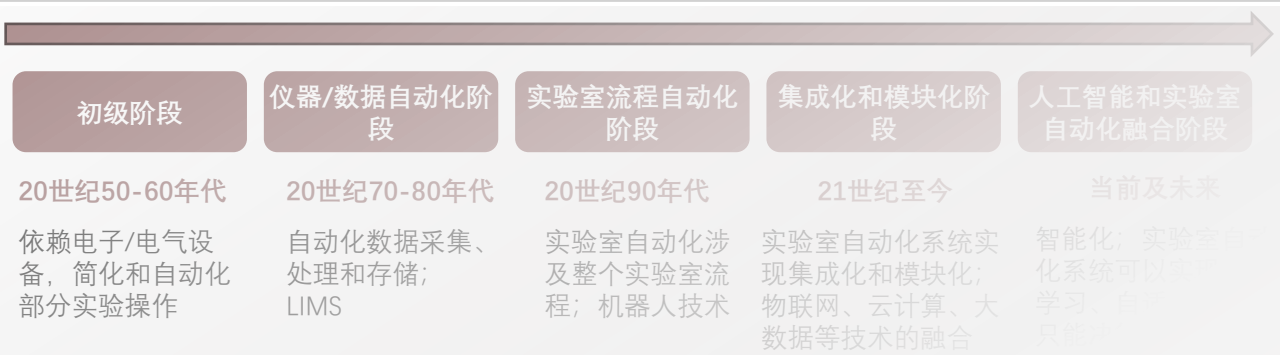 初级阶段
仪器/数据自动化阶
段
实验室流程自动化
阶段
集成化和模块化阶
段
人工智能和实验室
自动化融合阶段
20世纪50-60年代
20世纪70-80年代
20世纪90年代
21世纪至今
当前及未来
依赖电子/电气设
备，简化和自动化
部分实验操作
自动化数据采集、
处理和存储；
LIMS
实验室自动化涉
及整个实验室流
程；机器人技术
实验室自动化系统实
现集成化和模块化；
物联网、云计算、大
数据等技术的融合
智能化；实验室自
化系统可以
学习、自